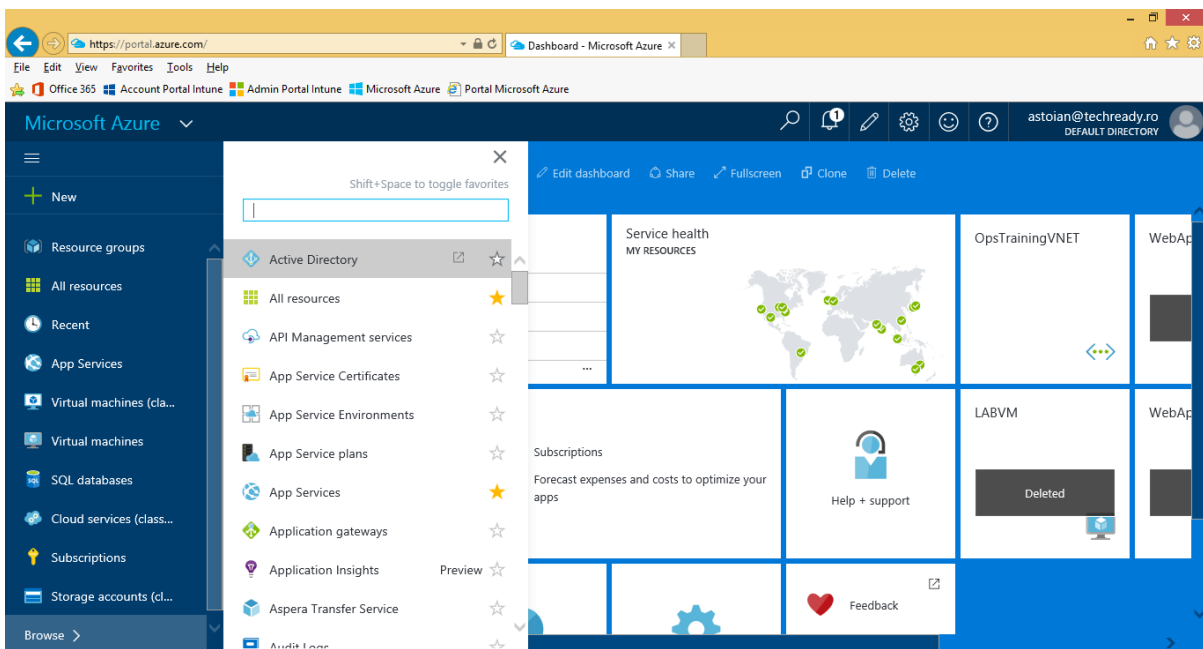 https://portal.azure.com/
Dashboard - Microsoft Azure
File Edit View Favorites Tools Help
Office 365 Account Portal Intune Admin Portal Intune Microsoft Azure Portal Microsoft Azure
Microsoft Azure
1
astoian@techready.ro
DEFAULT DIRECTORY
New
Resource groups
All resources
Recent
App Services
Virtual machines (cla...
Virtual machines
SQL databases
Cloud services (class...
Subscriptions
Storage accounts (cl...
Browse >
Shift+Space to toggle favorites
Active Directory
All resources
API Management services
App Service Certificates
App Service Environments
App Service plans
App Services
Application gateways
Application Insights Preview
Aspera Transfer Service
Audit Logs
Edit dashboard Share Fullscreen Clone Delete
Service health
MY RESOURCES
OpsTrainingVNET
WebAp
...
Subscriptions
Forecast expenses and costs to optimize your
apps
Help + support
LABVM
Deleted
WebAp
Feedback